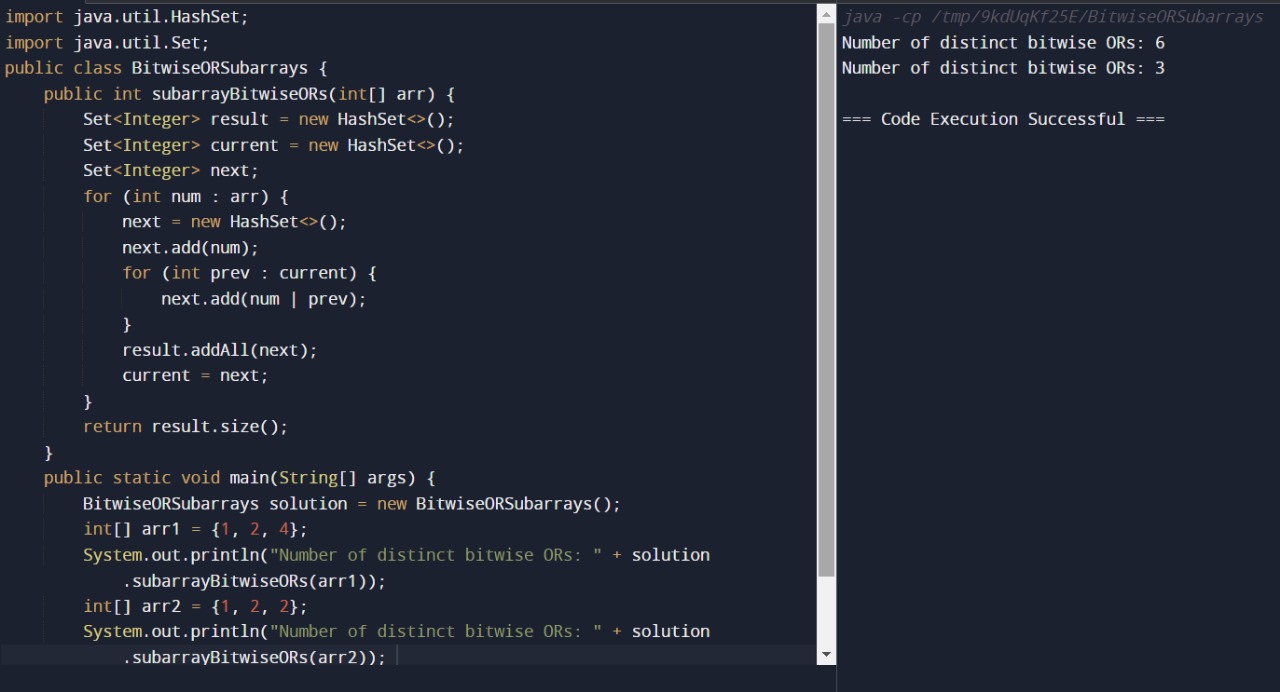 import java.util.HashSet;
import java.util.Set;
public class BitwiseORSubarrays {
    public int subarrayBitwiseORs(int[] arr) {
        Set<Integer> result = new HashSet<>();
        Set<Integer> current = new HashSet<>();
        Set<Integer> next;
        for (int num : arr) {
            next = new HashSet<>();
            next.add(num);
            for (int prev : current) {
                next.add(num | prev);
            }
            result.addAll(next);
            current = next;
        }
        return result.size();
    }
    public static void main(String[] args) {
        BitwiseORSubarrays solution = new BitwiseORSubarrays();
        int[] arr1 = {1, 2, 4};
        System.out.println("Number of distinct bitwise ORs: " + solution
            .subarrayBitwiseORs(arr1));
        int[] arr2 = {1, 2, 2};
        System.out.println("Number of distinct bitwise ORs: " + solution
            .subarrayBitwiseORs(arr2));
java -cp /tmp/9kdUqKf25E/BitwiseORSubarrays
Number of distinct bitwise ORs: 6
Number of distinct bitwise ORs: 3
=== Code Execution Successful ===